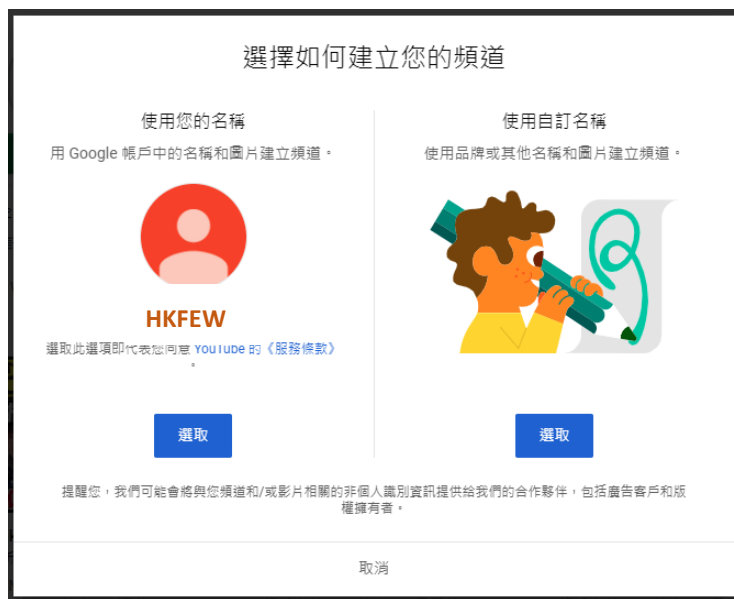 選擇如何建立您的頻道
使用您的名稱
用 Google 帳戶中的名稱和圖片建立頻道。
HKFEW
選取此選項即代表您同意 YouTube 的《服務條款》
。
選取
使用自訂名稱
使用品牌或其他名稱和圖片建立頻道。
選取
提醒您，我們可能會將與您頻道和/或影片相關的非個人識別資訊提供給我們的合作夥伴，包括廣告客戶和版
權擁有者。
取消